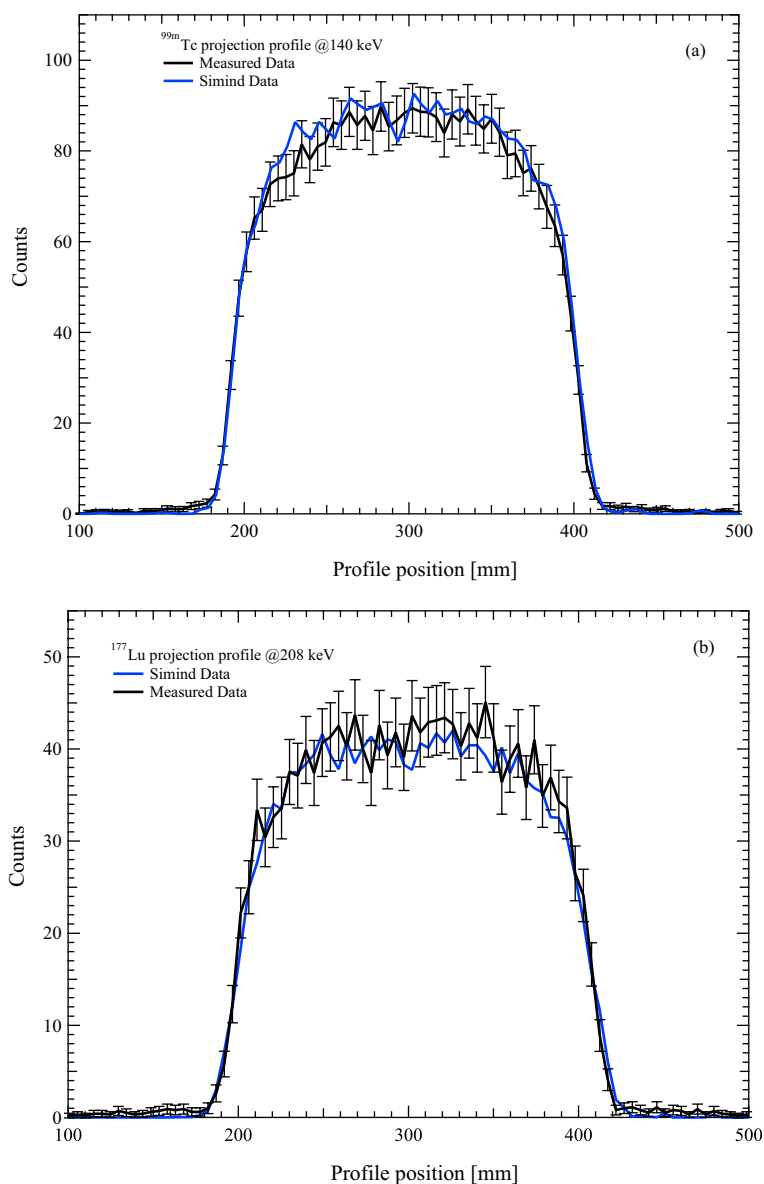 (a)
99mTc projection profile @140 keV
Measured Data
Simind Data
100
80
60
40
20
0
Counts
100 200 300 400 500
Profile position [mm]
(b)
177Lu projection profile @208 keV
Simind Data
Measured Data
50
40
30
20
10
0
Counts
100 200 300 400 500
Profile position [mm]